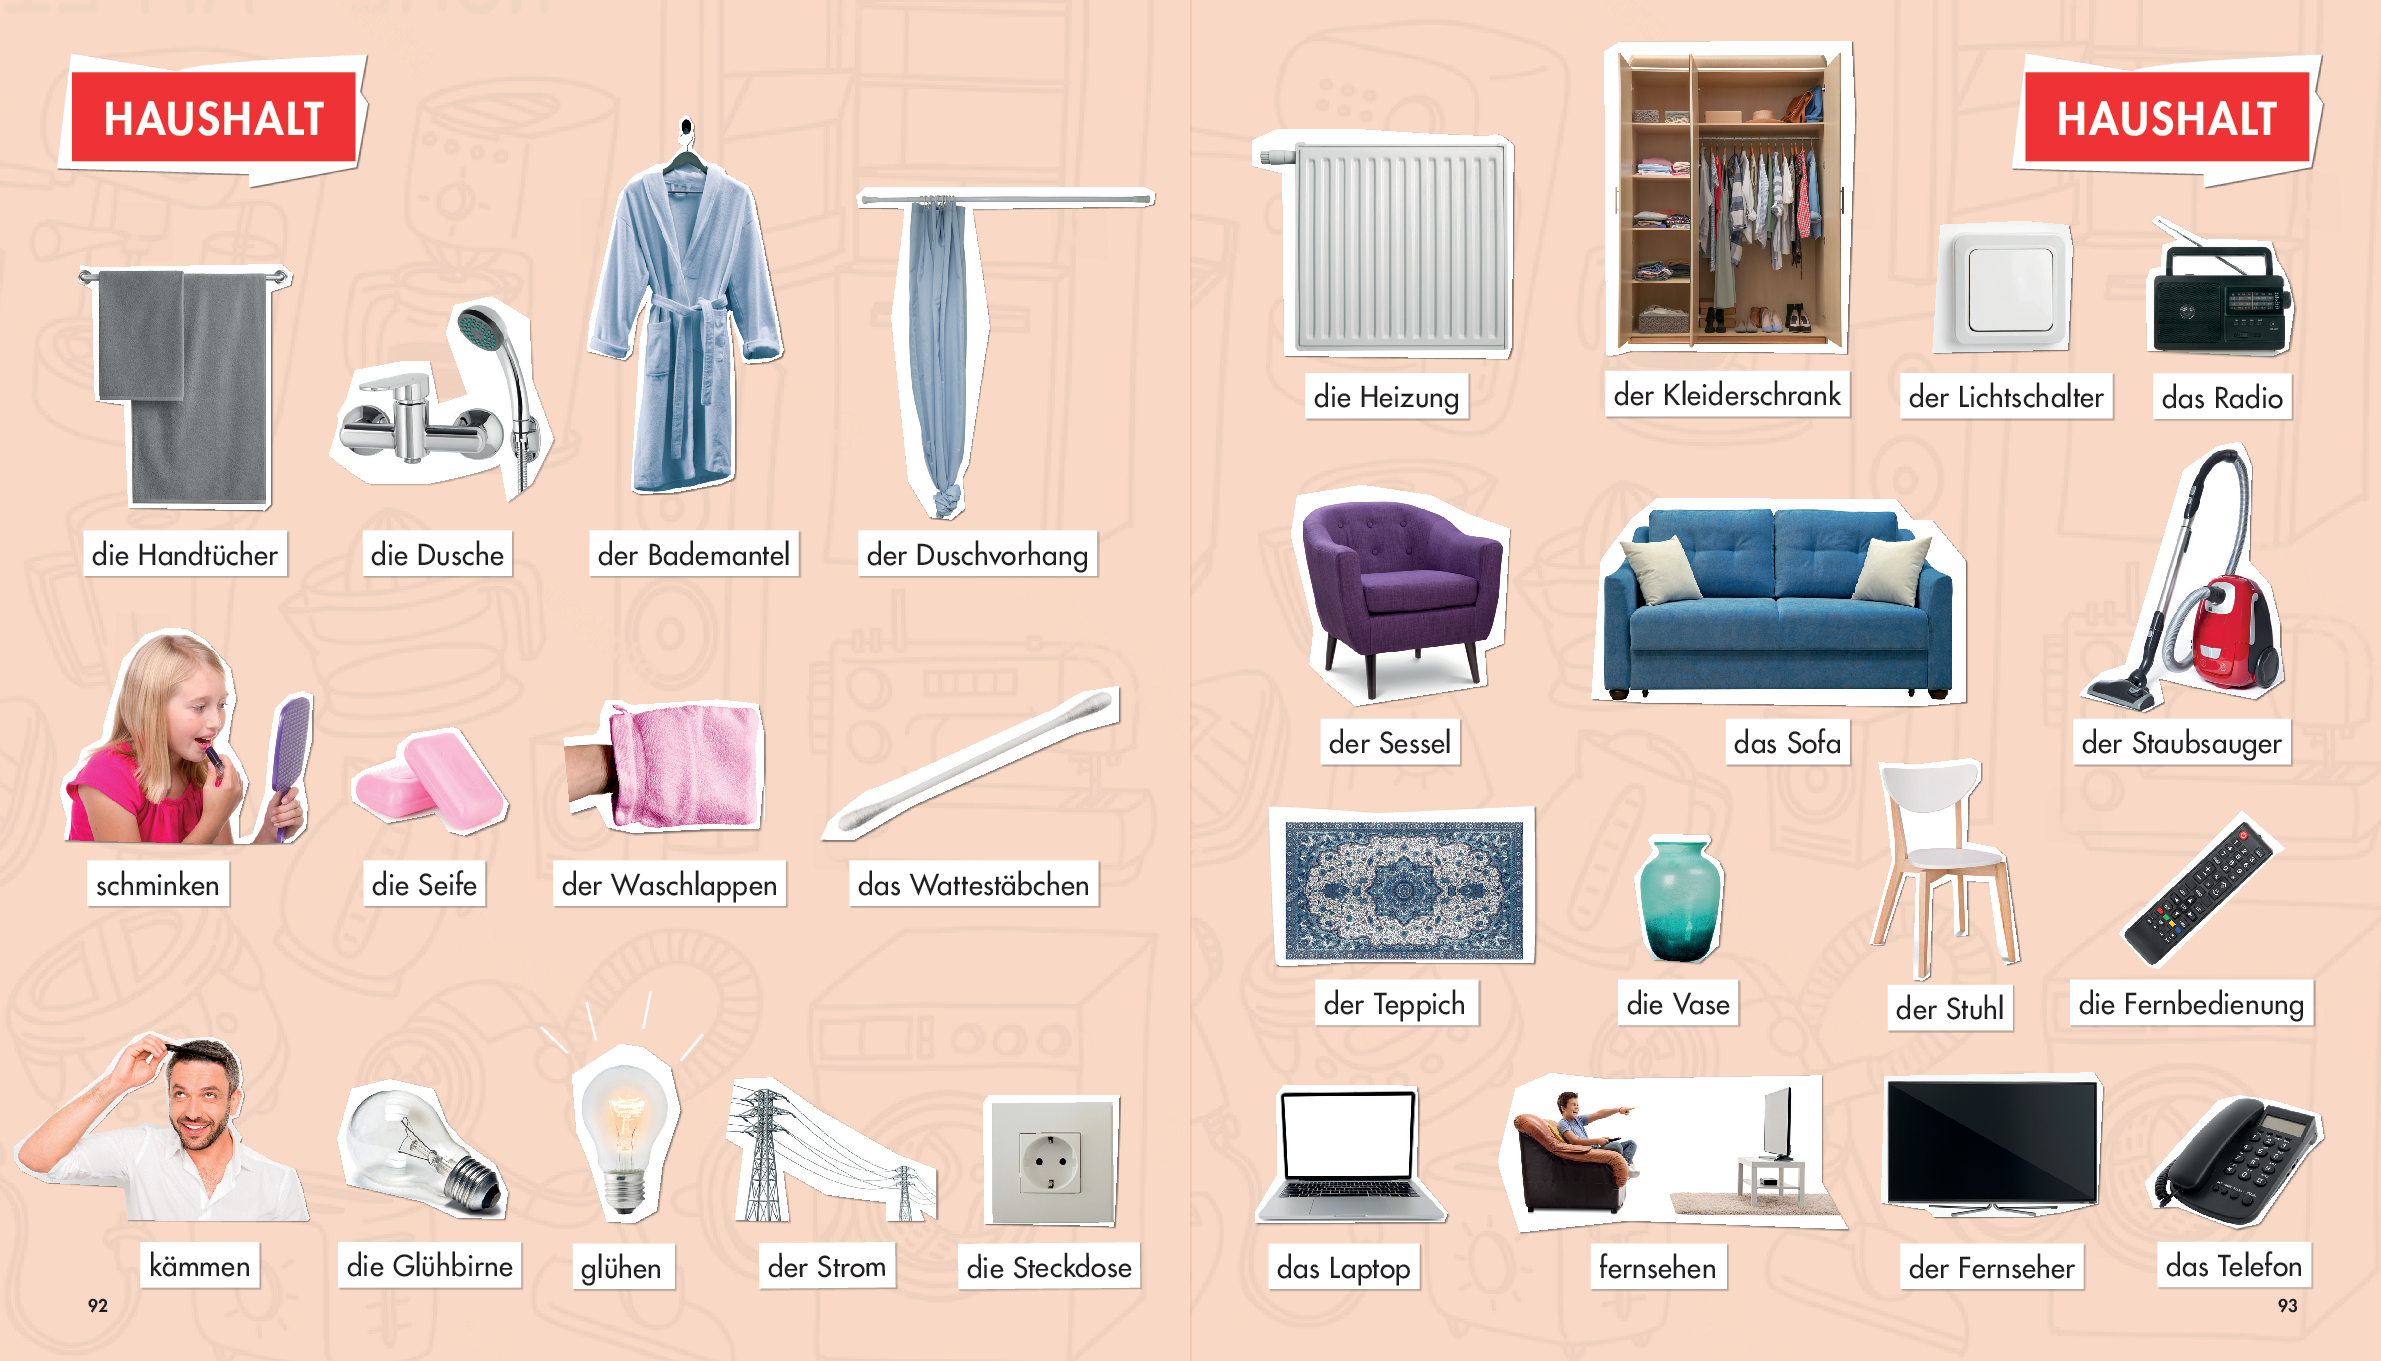 HAUSHALT
die Handtücher
die Dusche
der Bademantel
der Duschvorhang
schminken
die Seife
der Waschlappen
das Wattestäbchen
kämmen
die Glühbirne
glühen
der Strom
die Steckdose
92
HAUSHALT
die Heizung
der Kleiderschrank
der Lichtschalter
das Radio
der Sessel
das Sofa
der Staubsauger
der Teppich
die Vase
der Stuhl
die Fernbedienung
das Laptop
fernsehen
der Fernseher
das Telefon
93